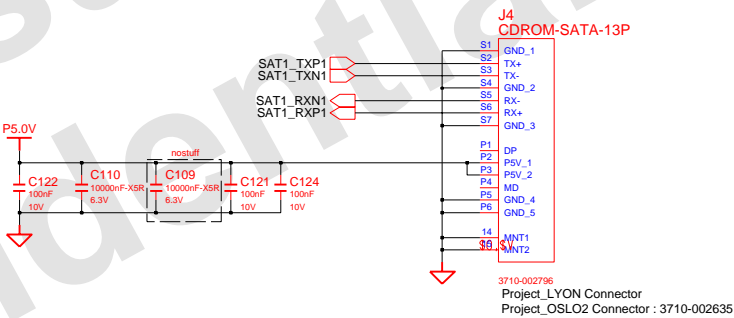 J4
CDROM-SATA-13P
S1 GND_1
SAT1_TXP1 S2 TX+
SAT1_TXN1 S3 TX-
S4 GND_2
SAT1_RXN1 S5 RX-
SAT1_RXP1 S6 RX+
S7 GND_3
P5.0V
nostuff
P1 DP
P2 P5V_1
P3 P5V_2
P4 MD
P5 GND_4
P6 GND_5
C122
100nF
10V
C110
10000nF-X5R
6.3V
C109
10000nF-X5R
6.3V
C121
100nF
10V
C124
100nF
10V
14 MNT1
MNT2
3710-002796
Project_LYON Connector
Project_OSLO2 Connector : 3710-002635